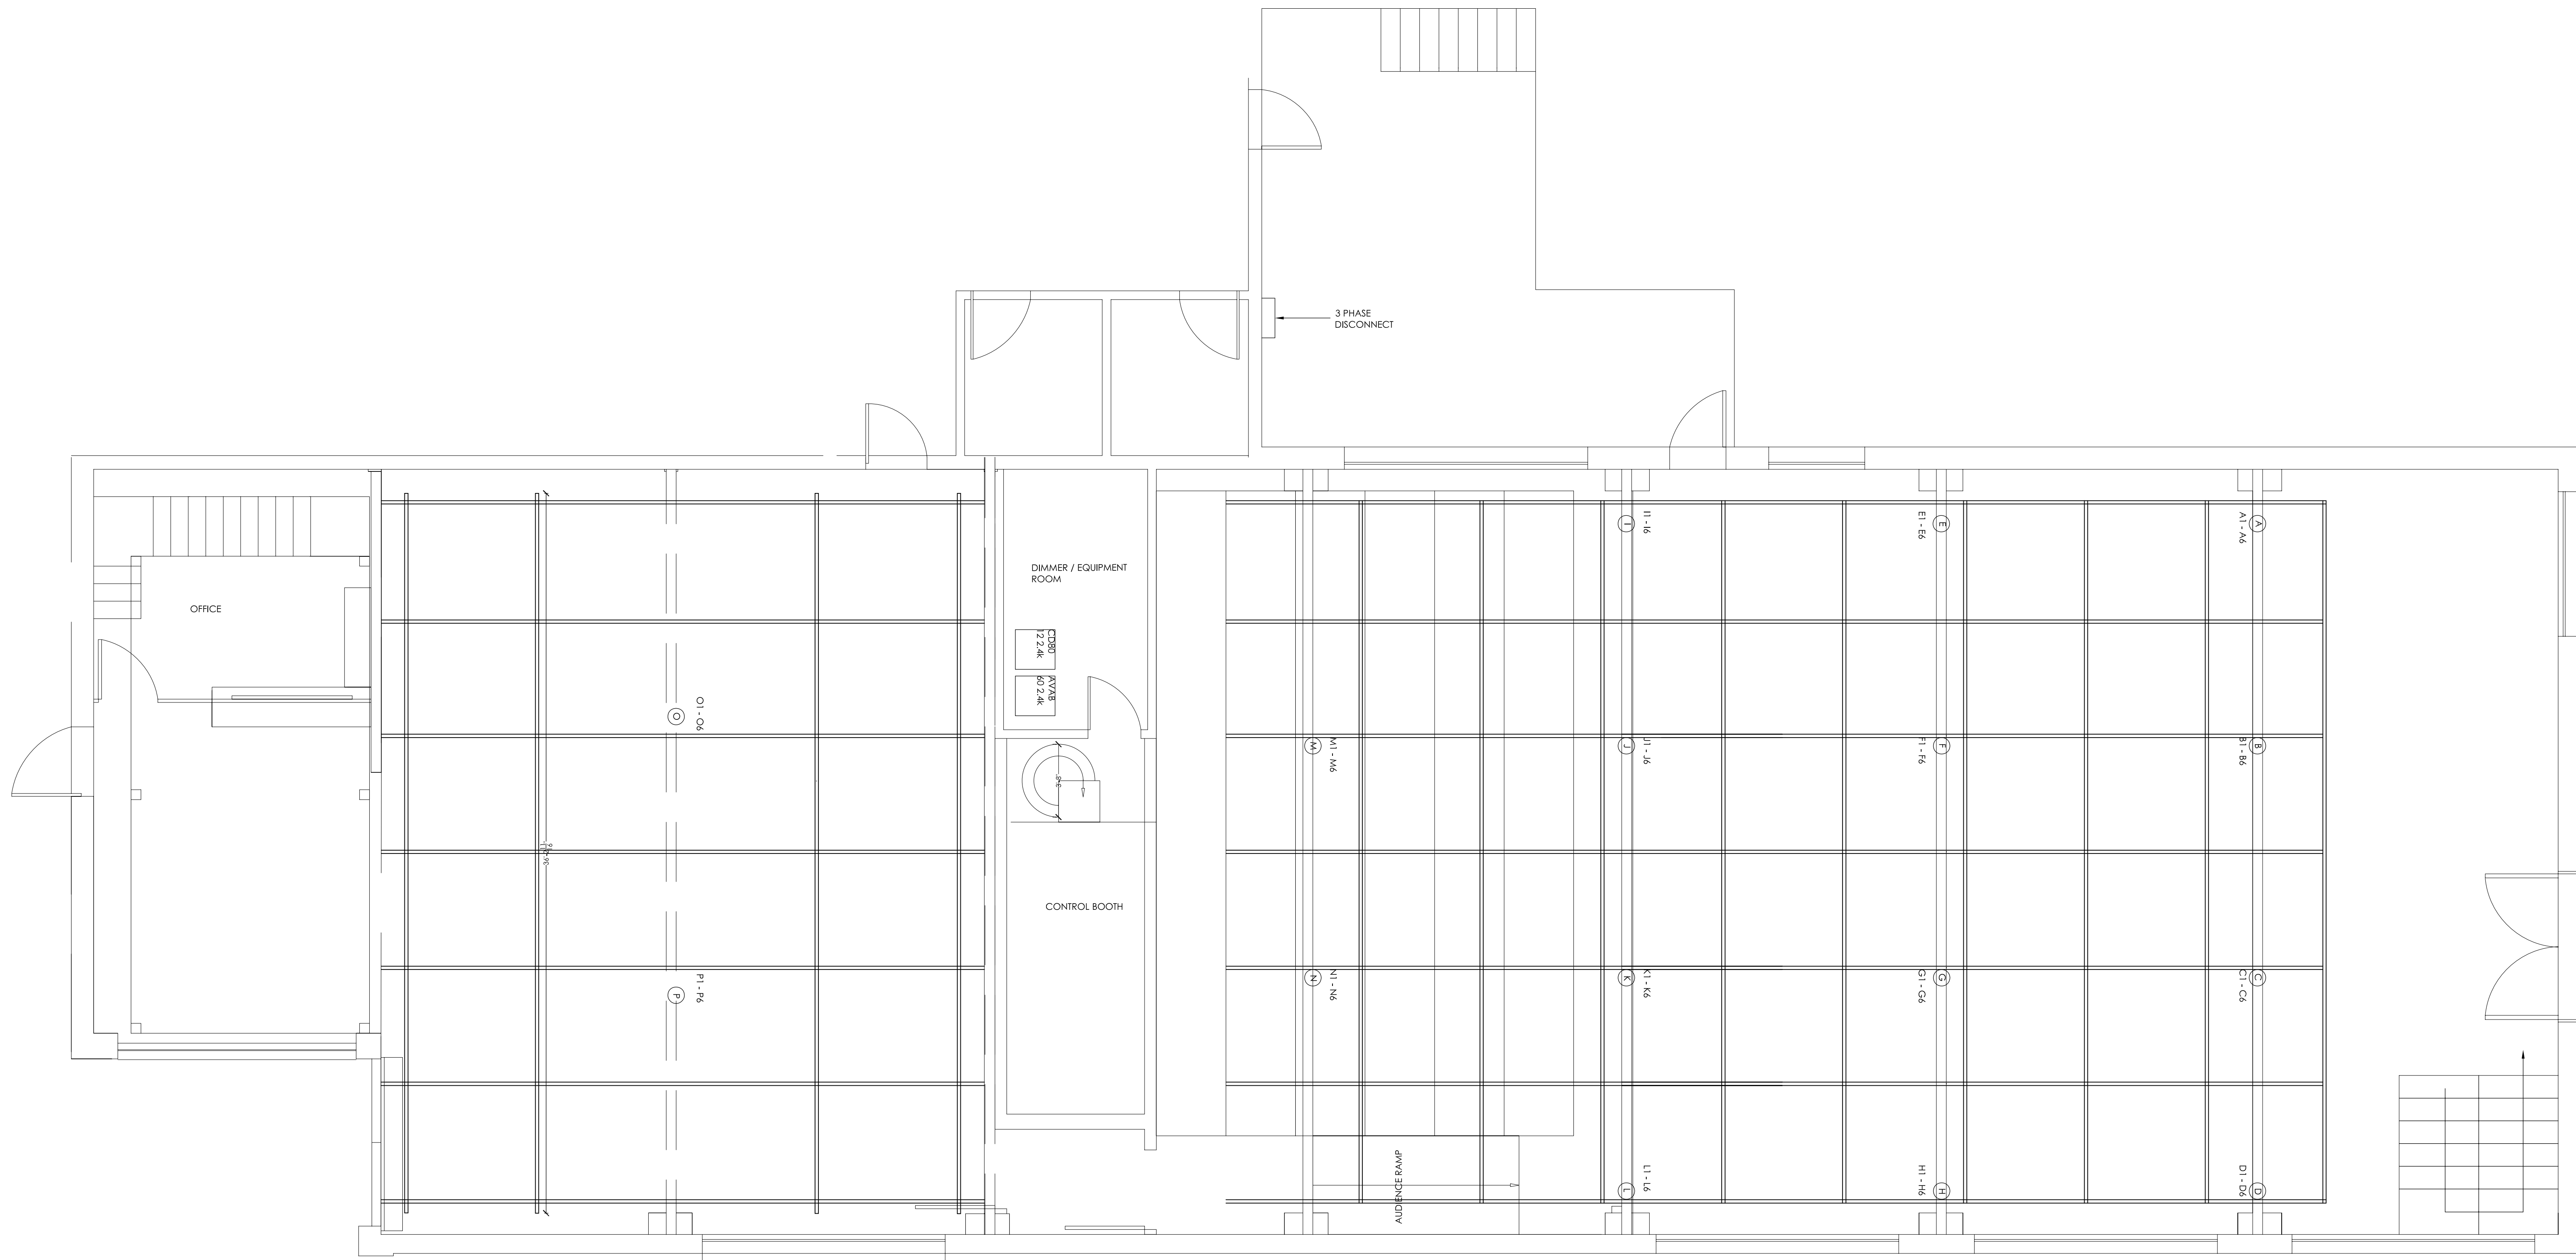 3 PHASE
DISCONNECT
I1 - I6
I
E1 - E6
E
A1 - A6
A
DIMMER / EQUIPMENT
ROOM
OFFICE
CD80
12 2.4k
AVAB
60 2.4k
O1 - O6
O
M
M1 - M6
J
J1 - J6
F1 - F6
F
B1 - B6
B
3'-8"
CONTROL BOOTH
P1 - P6
P
N
N1 - N6
K
K1 - K6
G1 - G6
G
C1 - C6
C
AUDIENCE RAMP
L1 - L6
L
H1 - H6
H
D1 - D6
D